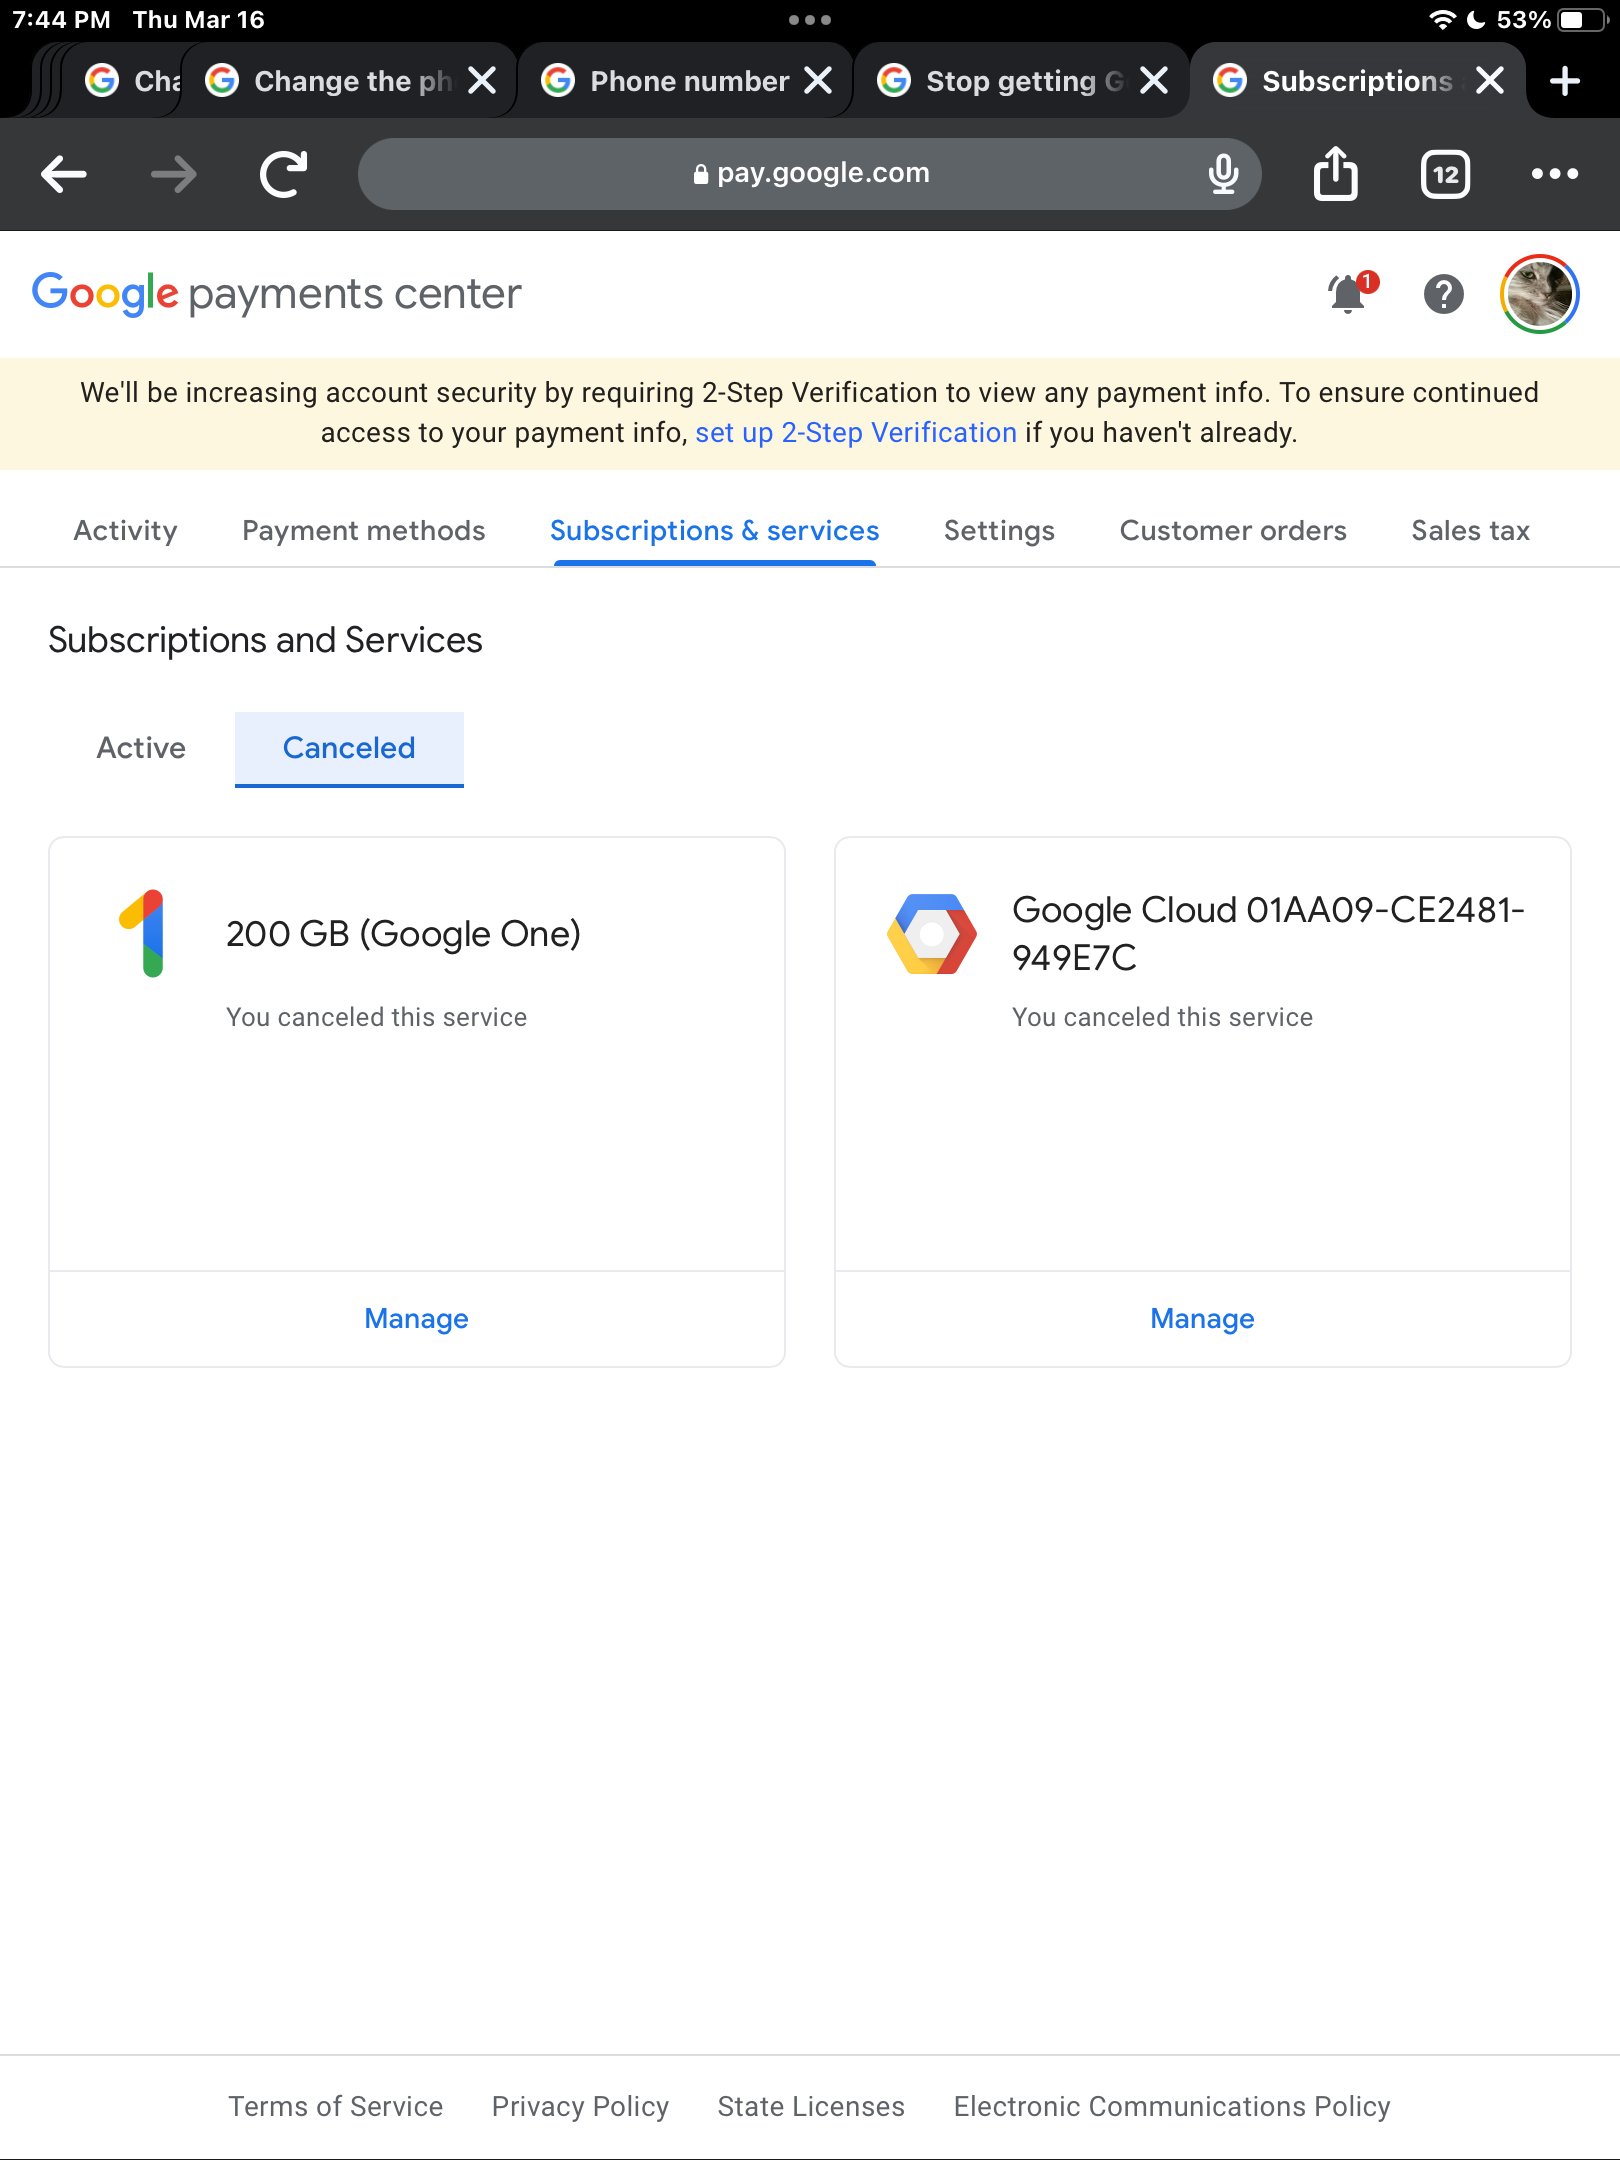 7:44 PM Thu Mar 16 53%
Cha Change the ph Phone number Stop getting G Subscriptions
pay.google.com 12
Google payments center 1
We'll be increasing account security by requiring 2-Step Verification to view any payment info. To ensure continued
access to your payment info, set up 2-Step Verification if you haven't already.
Activity Payment methods Subscriptions & services Settings Customer orders Sales tax
Subscriptions and Services
Active Canceled
200 GB (Google One)
You canceled this service
Manage
Google Cloud 01AA09-CE2481-
949E7C
You canceled this service
Manage
Terms of Service Privacy Policy State Licenses Electronic Communications Policy